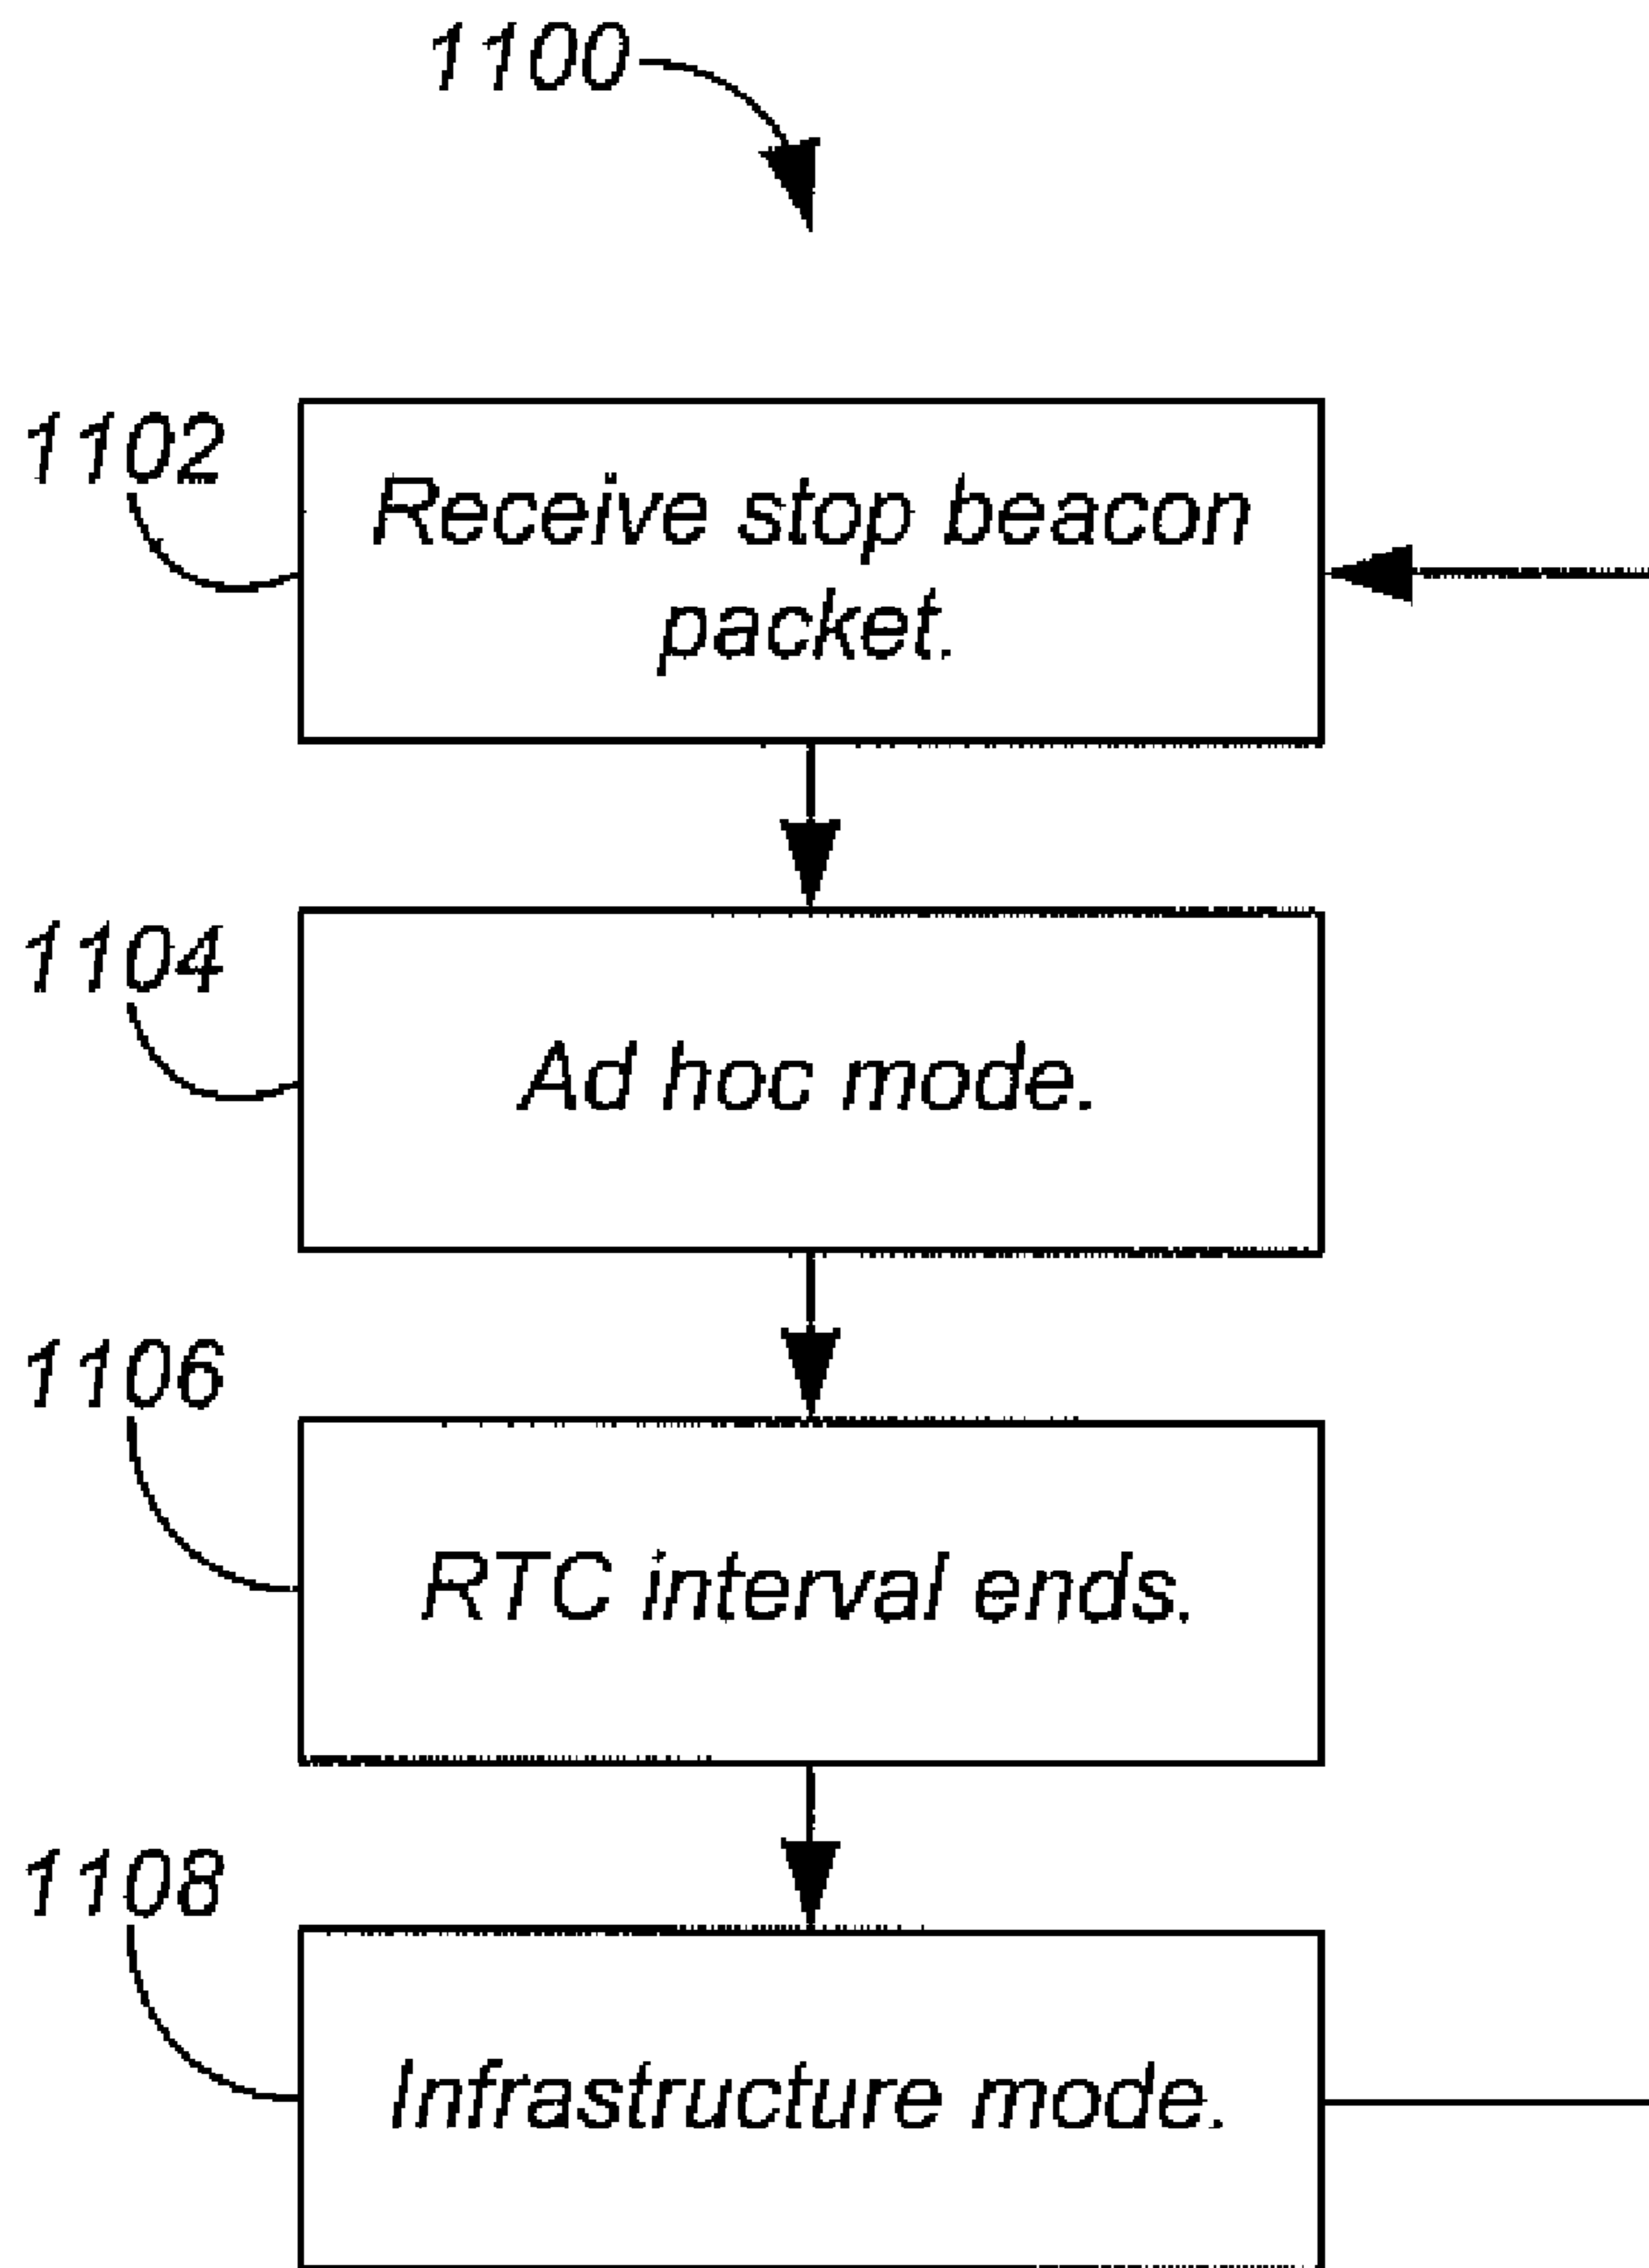 1100
1102
Receive stop beacon
packet.
1104
Ad hoc mode.
1106
RTC interval ends.
1108
Infrastructure mode.